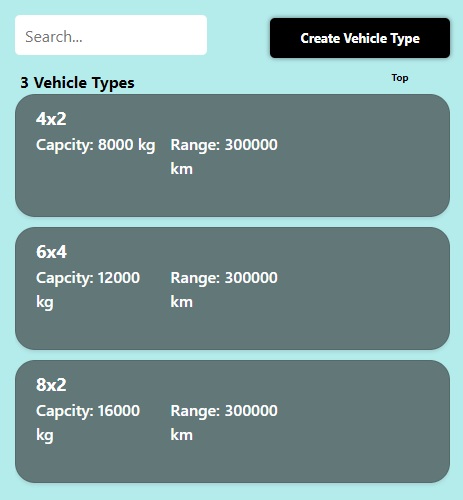 Search...
Create Vehicle Type
3 Vehicle Types
Top
4x2
Capcity: 8000 kg
Range: 300000
km
6x4
Capcity: 12000
kg
Range: 300000
km
8x2
Capcity: 16000
kg
Range: 300000
km